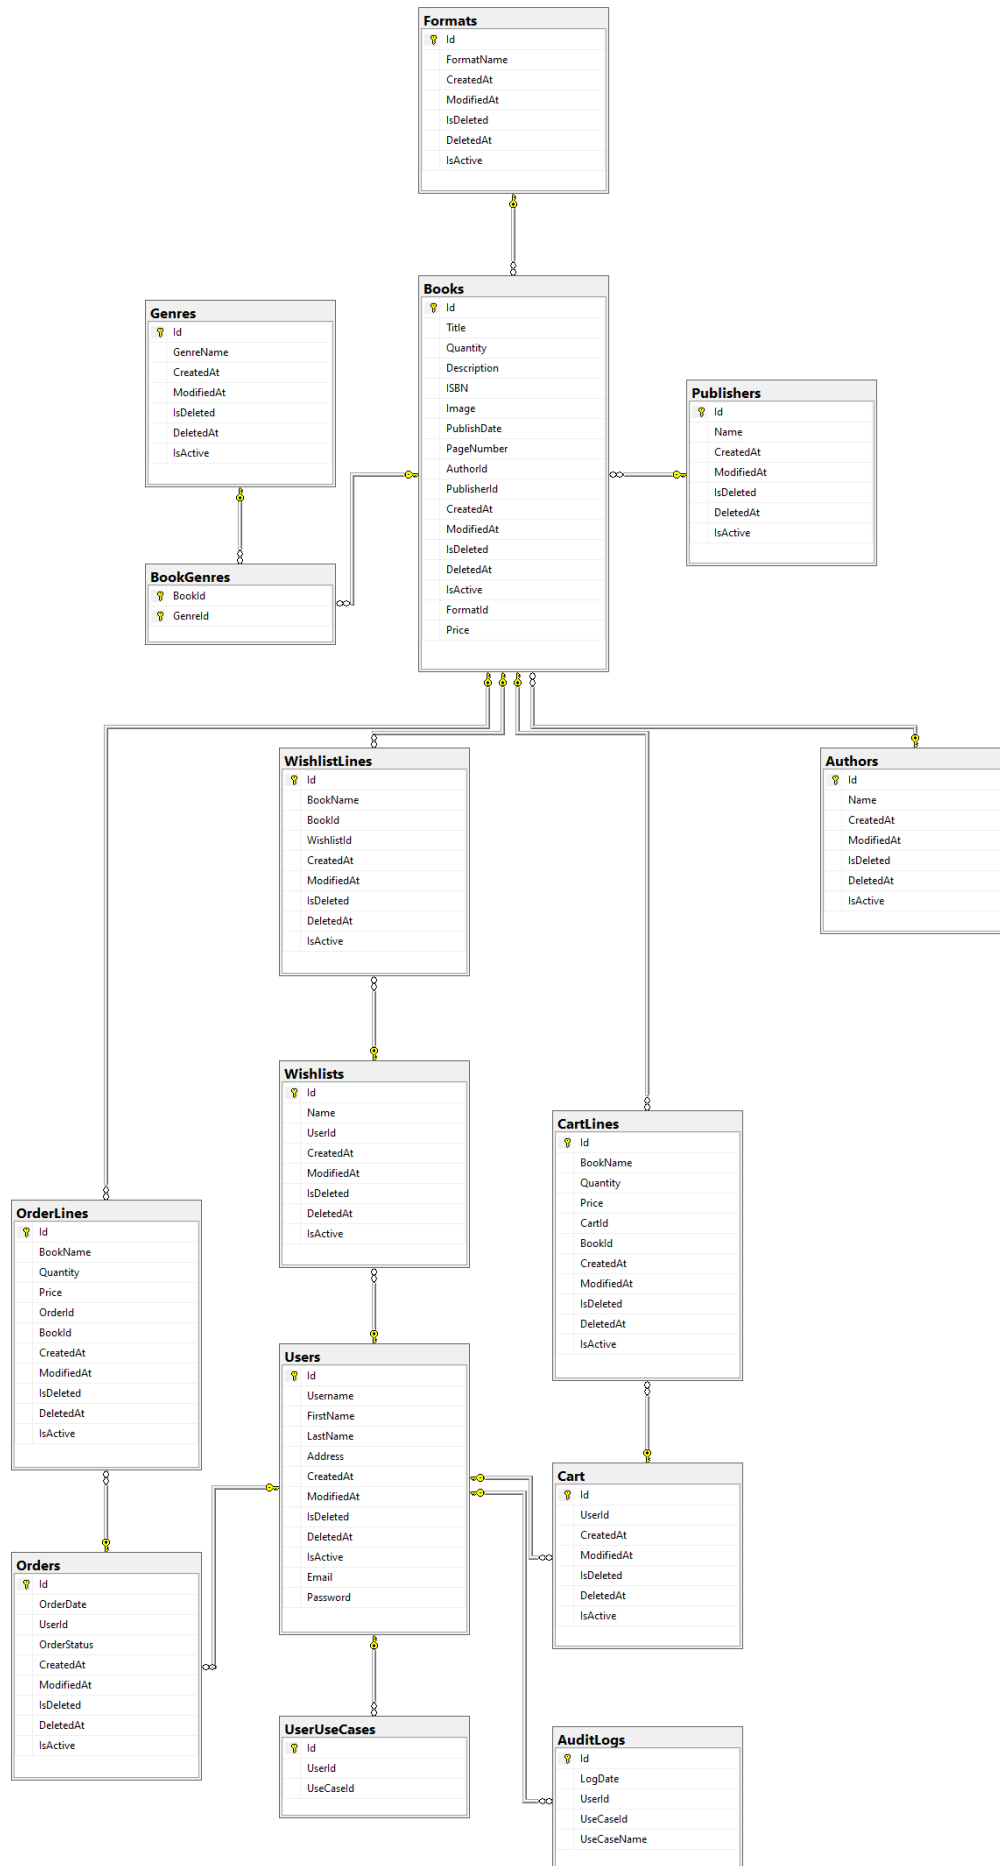 Formats
Id
FormatName
CreatedAt
ModifiedAt
IsDeleted
DeletedAt
IsActive
Books
Id
Title
Quantity
Description
ISBN
Image
PublishDate
PageNumber
AuthorId
PublisherId
CreatedAt
ModifiedAt
IsDeleted
DeletedAt
IsActive
FormatId
Price
Genres
Id
GenreName
CreatedAt
ModifiedAt
IsDeleted
DeletedAt
IsActive
Publishers
Id
Name
CreatedAt
ModifiedAt
IsDeleted
DeletedAt
IsActive
BookGenres
BookId
GenreId
WishlistLines
Id
BookName
BookId
WishlistId
CreatedAt
ModifiedAt
IsDeleted
DeletedAt
IsActive
Authors
Id
Name
CreatedAt
ModifiedAt
IsDeleted
DeletedAt
IsActive
Wishlists
Id
Name
UserId
CreatedAt
ModifiedAt
IsDeleted
DeletedAt
IsActive
CartLines
Id
BookName
Quantity
Price
CartId
BookId
CreatedAt
ModifiedAt
IsDeleted
DeletedAt
IsActive
OrderLines
Id
BookName
Quantity
Price
OrderId
BookId
CreatedAt
ModifiedAt
IsDeleted
DeletedAt
IsActive
Users
Id
Username
FirstName
LastName
Address
CreatedAt
ModifiedAt
IsDeleted
DeletedAt
IsActive
Email
Password
Cart
Id
UserId
CreatedAt
ModifiedAt
IsDeleted
DeletedAt
IsActive
Orders
Id
OrderDate
UserId
OrderStatus
CreatedAt
ModifiedAt
IsDeleted
DeletedAt
IsActive
UserUseCases
Id
UserId
UseCaseId
AuditLogs
Id
LogDate
UserId
UseCaseId
UseCaseName